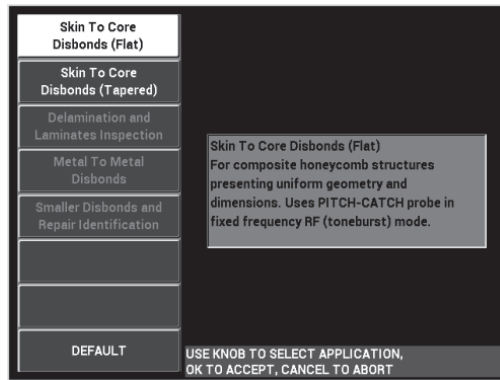 Skin To Core
Disbonds (Flat)
Skin To Core
Disbonds (Tapered)
Delamination and
Laminates Inspection
Metal To Metal
Disbonds
Smaller Disbonds and
Repair Identification
DEFAULT
Skin To Core Disbonds (Flat)
For composite honeycomb structures
presenting uniform geometry and
dimensions. Uses PITCH-CATCH probe in
fixed frequency RF (toneburst) mode.
USE KNOB TO SELECT APPLICATION,
OK TO ACCEPT, CANCEL TO ABORT